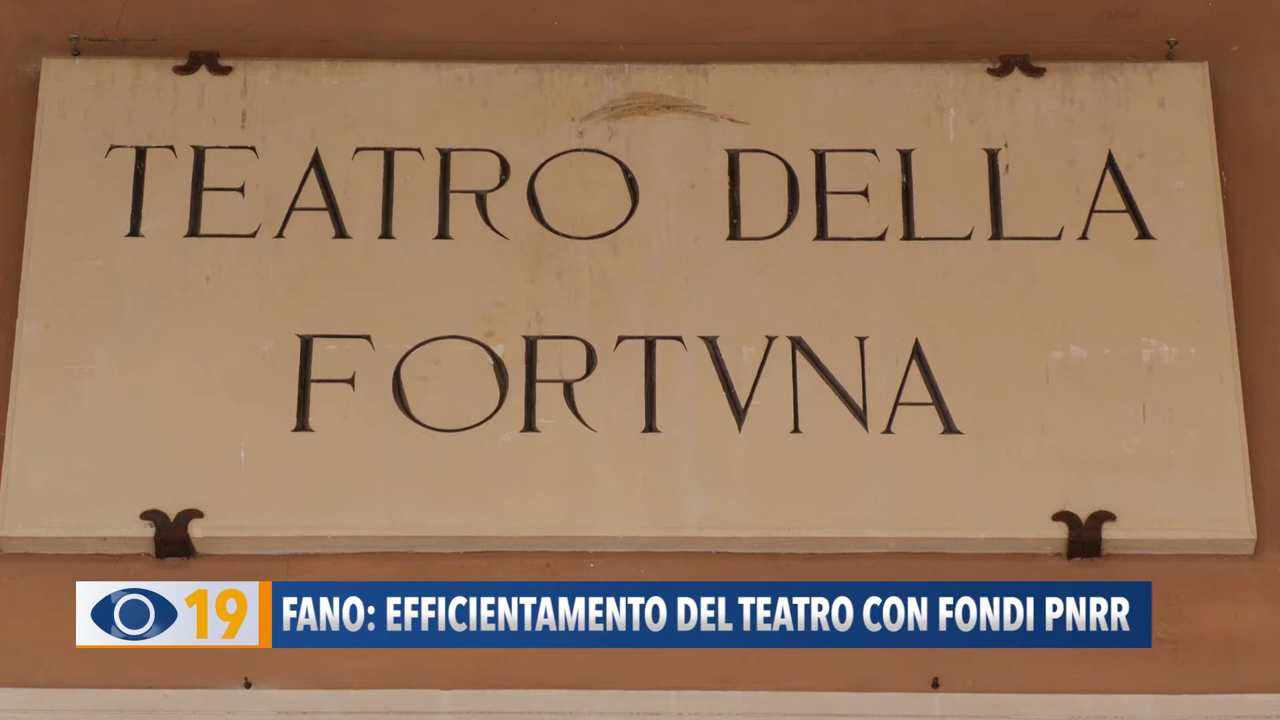 TEATRO DELLA
FORTVNA
19 FANO: EFFICIENTAMENTO DEL TEATRO CON FONDI PNRR